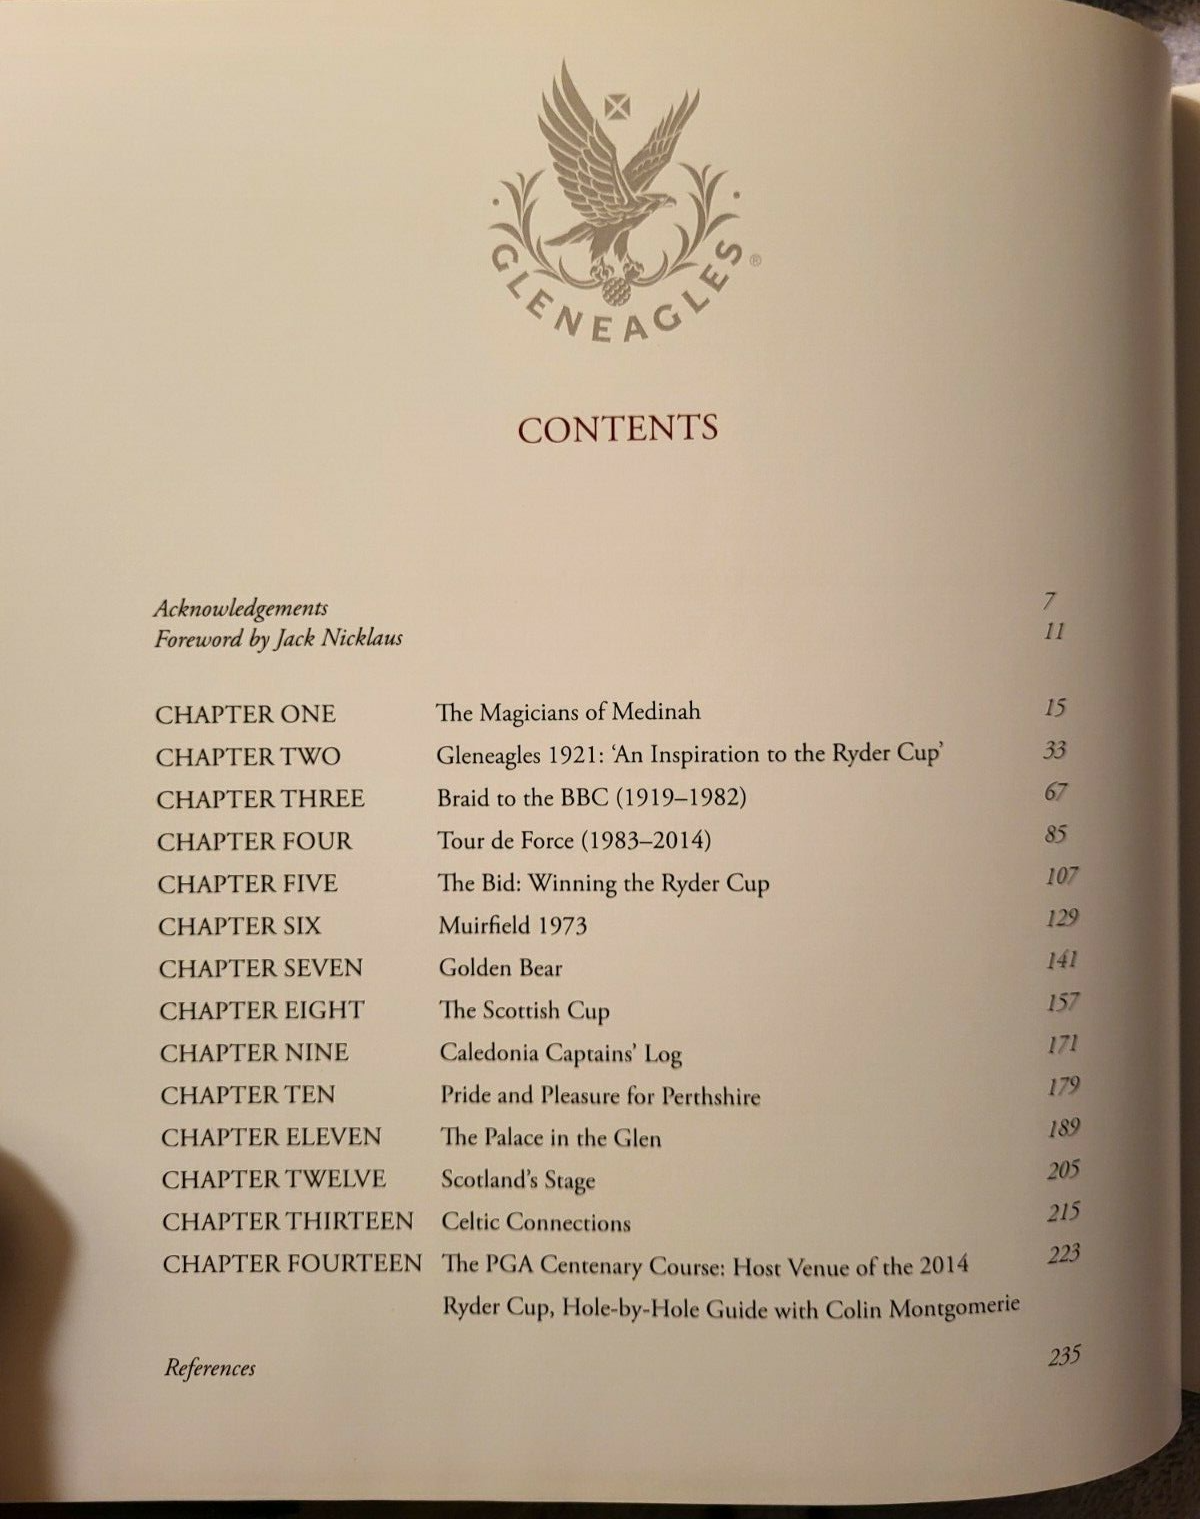 GLENEAGLES ®
CONTENTS
Acknowledgements 7
Foreword by Jack Nicklaus 11
CHAPTER ONE The Magicians of Medinah 15
CHAPTER TWO Gleneagles 1921: ‘An Inspiration to the Ryder Cup’ 33
CHAPTER THREE Braid to the BBC (1919–1982) 67
CHAPTER FOUR Tour de Force (1983–2014) 85
CHAPTER FIVE The Bid: Winning the Ryder Cup 107
CHAPTER SIX Muirfield 1973 129
CHAPTER SEVEN Golden Bear 141
CHAPTER EIGHT The Scottish Cup 157
CHAPTER NINE Caledonia Captains’ Log 171
CHAPTER TEN Pride and Pleasure for Perthshire 179
CHAPTER ELEVEN The Palace in the Glen 189
CHAPTER TWELVE Scotland’s Stage 205
CHAPTER THIRTEEN Celtic Connections 215
CHAPTER FOURTEEN The PGA Centenary Course: Host Venue of the 2014 223
Ryder Cup, Hole-by-Hole Guide with Colin Montgomerie
References 235